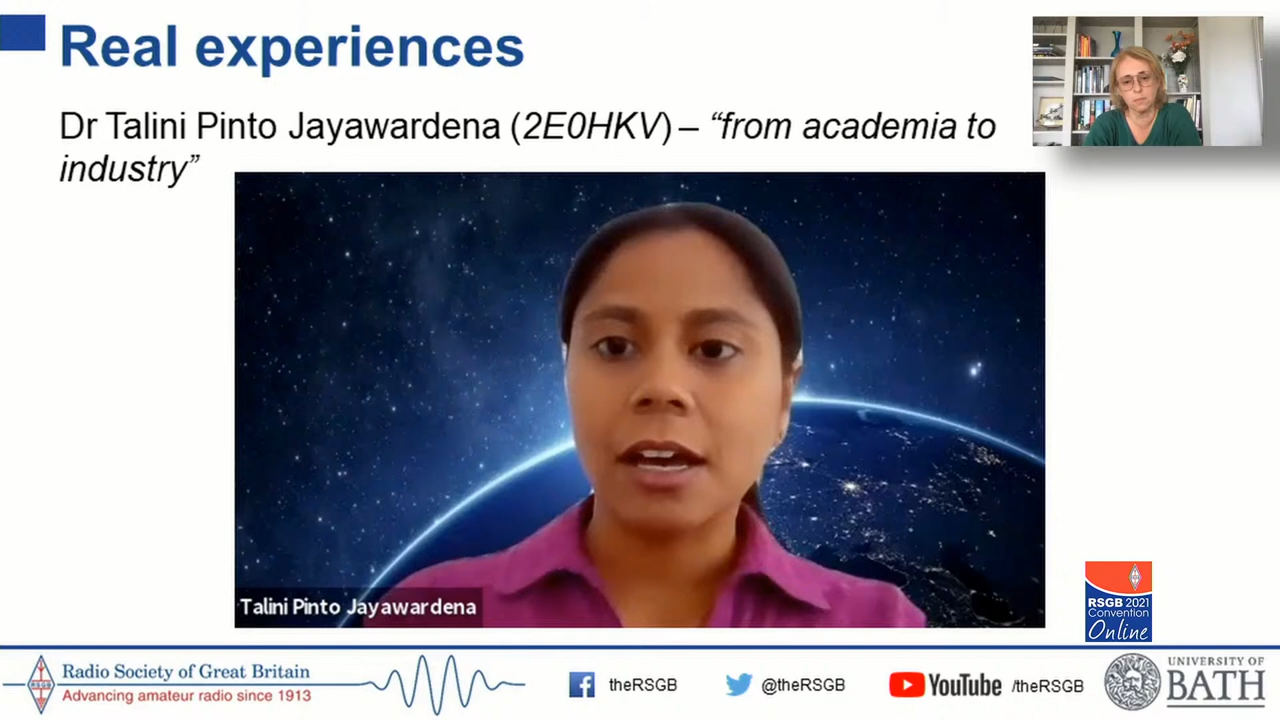 Real experiences
Dr Talini Pinto Jayawardena (2E0HKV) – “from academia to
industry”
Talini Pinto Jayawardena
RSGB 2021
Convention
Online
RSGB
Radio Society of Great Britain
Advancing amateur radio since 1913
theRSGB
@theRSGB
YouTube /theRSGB
UNIVERSITY OF
BATH